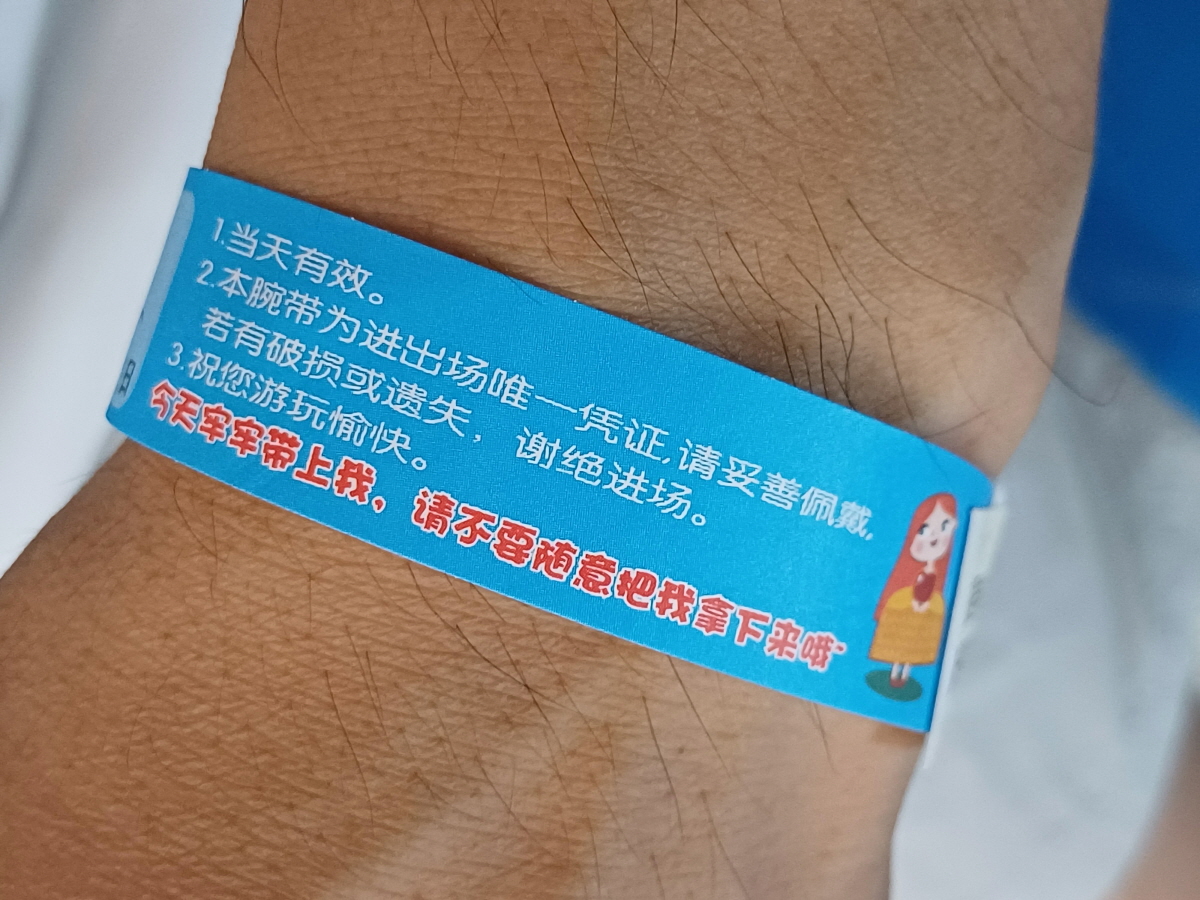 1.当天有效。
2.本腕带为进出场唯一凭证,请妥善佩戴,
若有破损或遗失，谢绝进场。
3.祝您游玩愉快。
今天牢牢带上我，请不要随意把我拿下来哦~
日